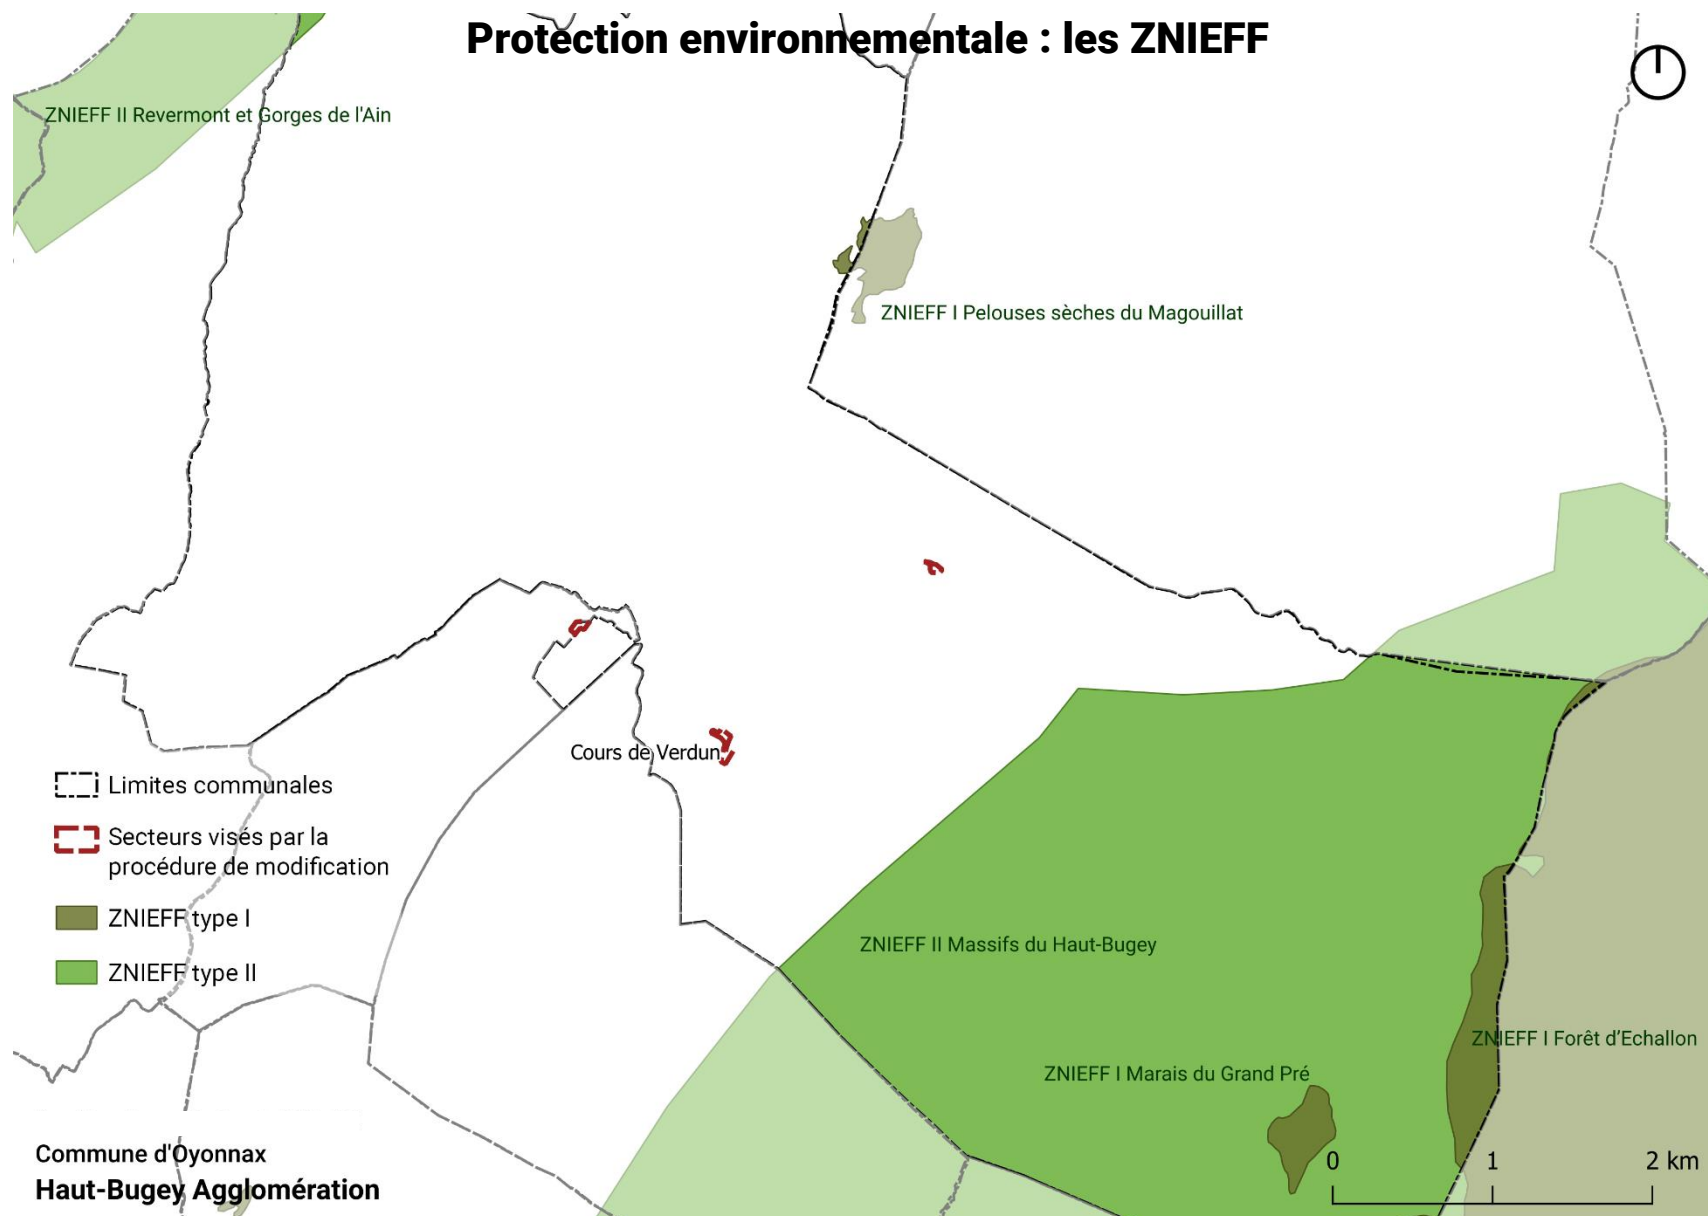 Protection environnementale : les ZNIEFF
ZNIEFF II Revermont et Gorges de l'Ain
ZNIEFF I Pelouses sèches du Magouillat
Cours de Verdun
Limites communales
Secteurs visés par la
procédure de modification
ZNIEFF type I
ZNIEFF type II
ZNIEFF II Massifs du Haut-Bugey
ZNIEFF I Forêt d’Echallon
ZNIEFF I Marais du Grand Pré
Commune d'Oyonnax
Haut-Bugey Agglomération
0 1 2 km